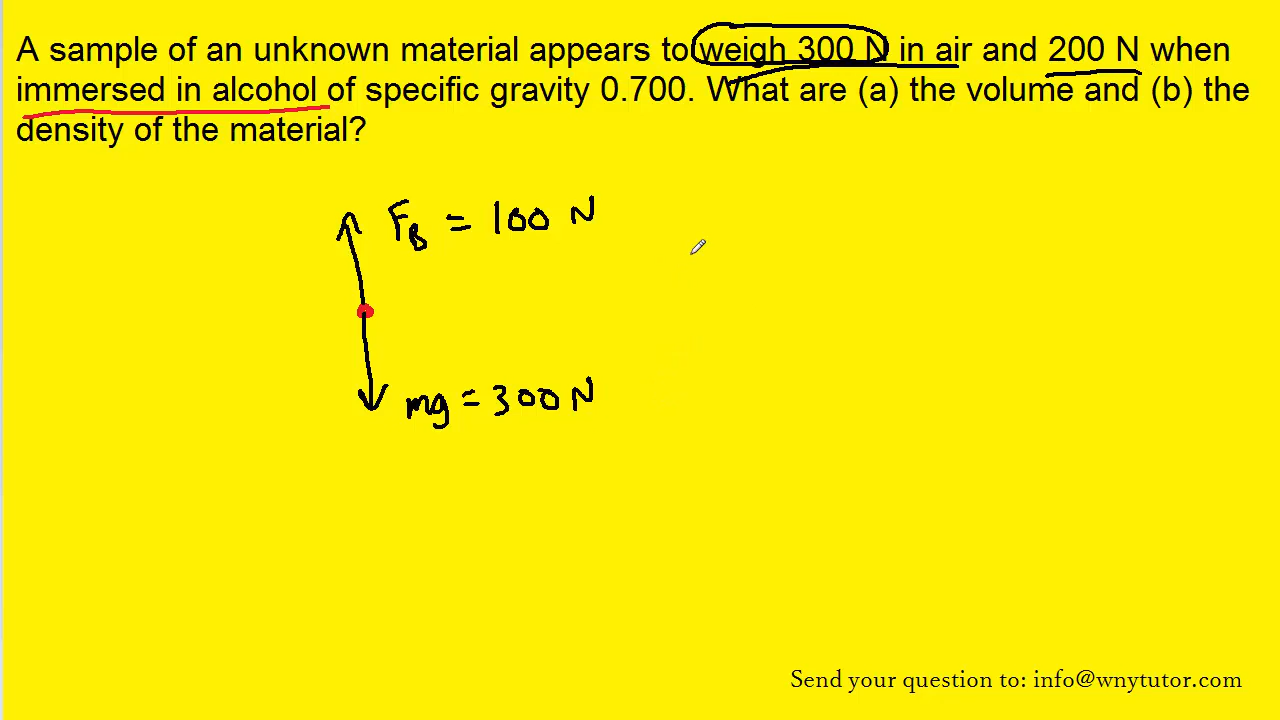 A sample of an unknown material appears to weigh 300 N in air and 200 N when
immersed in alcohol of specific gravity 0.700. What are (a) the volume and (b) the
density of the material?
F_B = 100 N
mg = 300 N
Send your question to: info@wnytutor.com